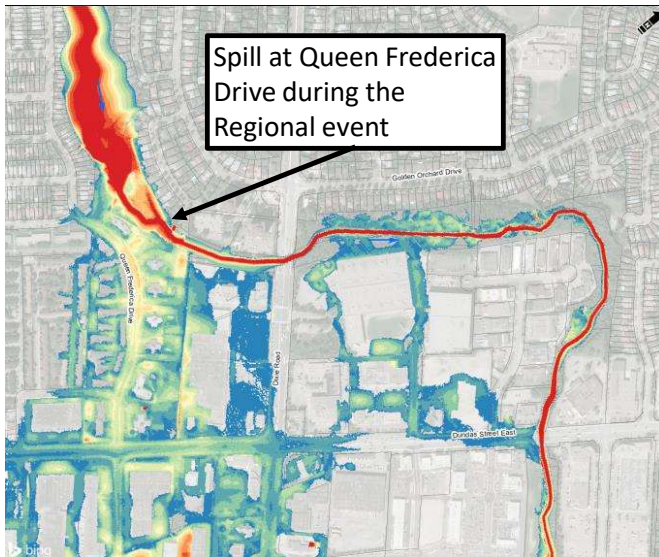 Spill at Queen Frederica
Drive during the
Regional event
Golden Orchard Drive
Queen Frederica Drive
Dixie Road
Dundas Street East
bing